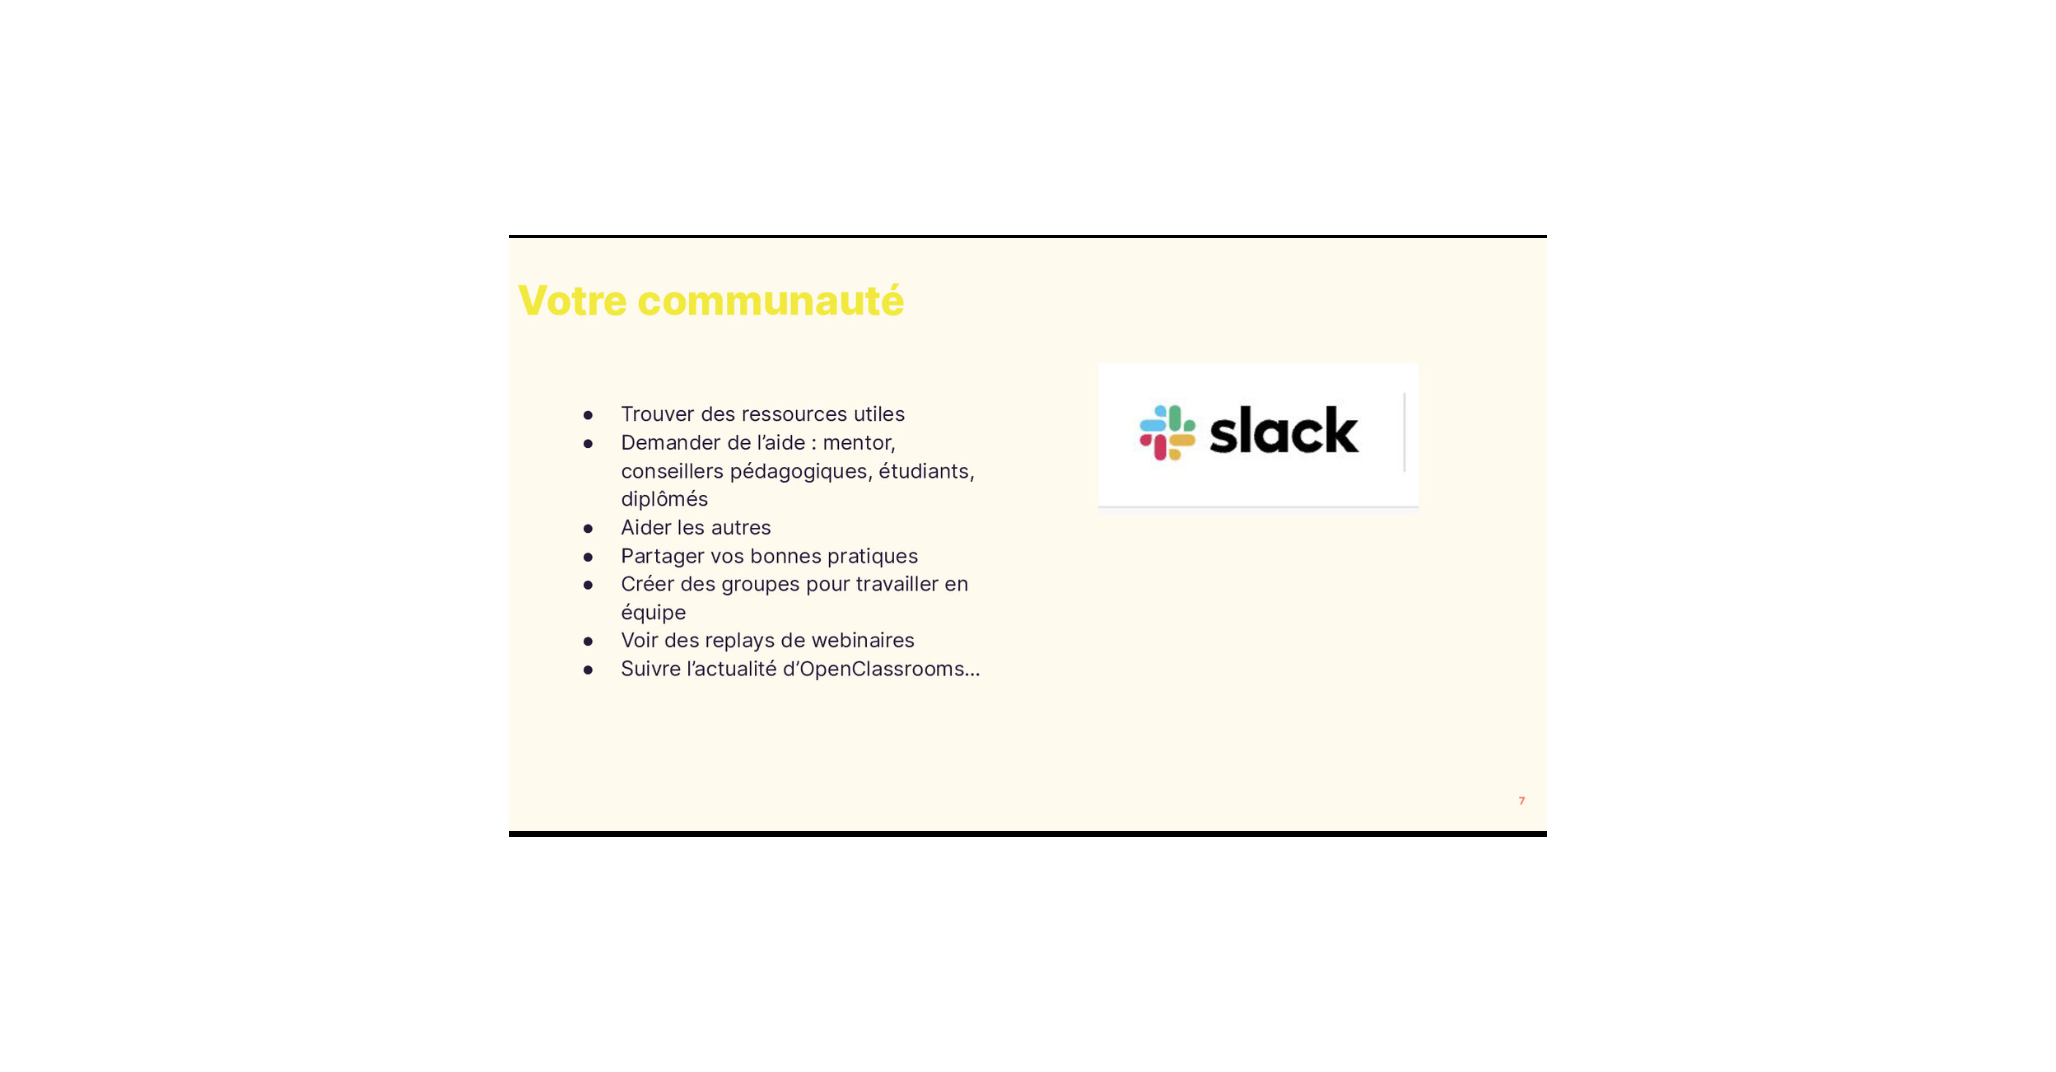 Votre communauté
● Trouver des ressources utiles
● Demander de l’aide : mentor,
conseillers pédagogiques, étudiants,
diplômés
● Aider les autres
● Partager vos bonnes pratiques
● Créer des groupes pour travailler en
équipe
● Voir des replays de webinaires
● Suivre l’actualité d’OpenClassrooms...
slack
7